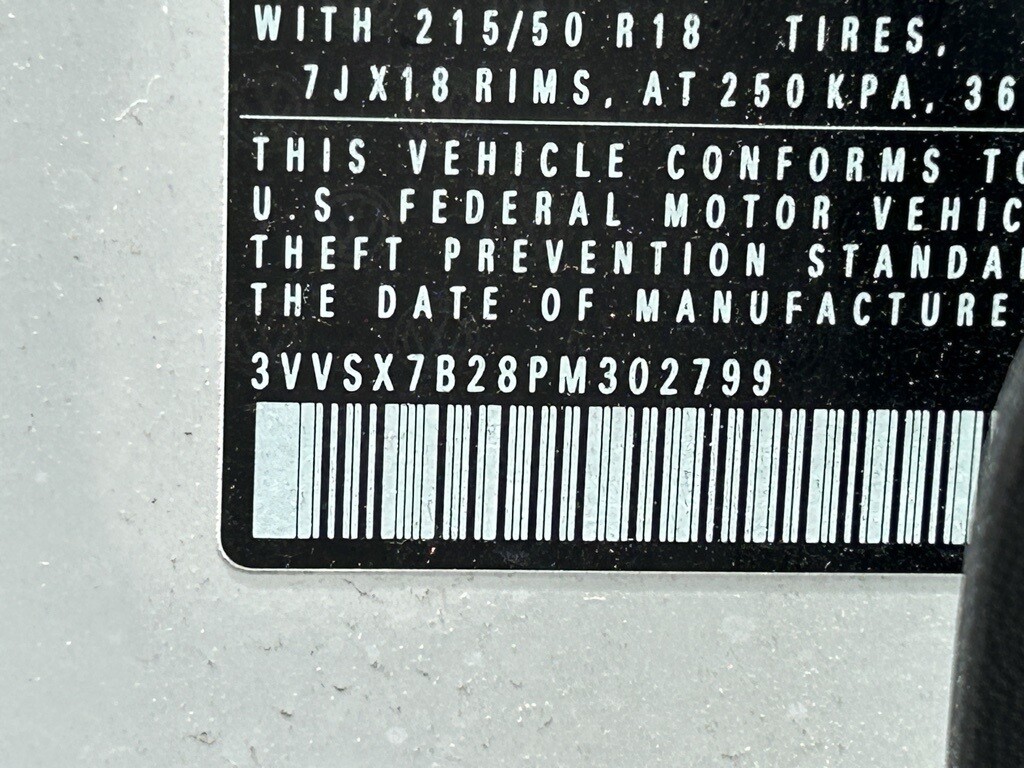 WITH 215/50 R18 TIRES,
7JX18 RIMS, AT 250 KPA, 36
THIS VEHICLE CONFORMS TO
U.S. FEDERAL MOTOR VEHIC
THEFT PREVENTION STANDA
THE DATE OF MANUFACTURE
3VVSX7B28PM302799